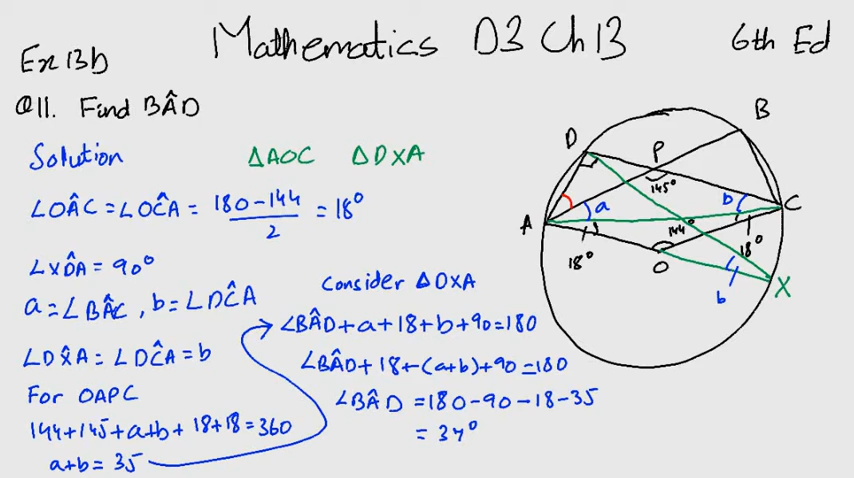 Mathematics D3 Ch13 6th Ed
Ex 13b
Q11. Find BÂD
Solution ΔAOC ΔDXA
∠OÂC = ∠OĈA = (180 - 144)/2 = 18°
∠XD̂A = 90°
a = ∠BÂC, b = ∠DĈA
∠DX̂A = ∠DĈA = b
For OAPC
144 + 145 + a + b + 18 + 18 = 360
a + b = 35
Consider ΔDXA
∠BÂD + a + 18 + b + 90 = 180
∠BÂD + 18 + (a + b) + 90 = 180
∠BÂD = 180 - 90 - 18 - 35
= 37°
B
D
P
145°
b
C
a
A
144°
18°
18°
O
b
X